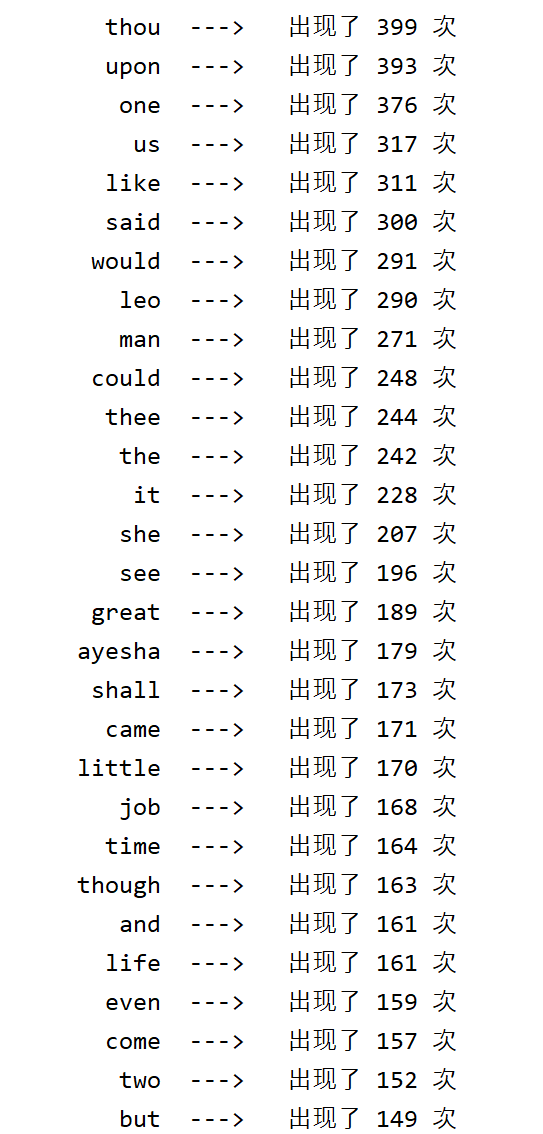 thou ---> 出现了 399 次
upon ---> 出现了 393 次
one ---> 出现了 376 次
us ---> 出现了 317 次
like ---> 出现了 311 次
said ---> 出现了 300 次
would ---> 出现了 291 次
leo ---> 出现了 290 次
man ---> 出现了 271 次
could ---> 出现了 248 次
thee ---> 出现了 244 次
the ---> 出现了 242 次
it ---> 出现了 228 次
she ---> 出现了 207 次
see ---> 出现了 196 次
great ---> 出现了 189 次
ayesha ---> 出现了 179 次
shall ---> 出现了 173 次
came ---> 出现了 171 次
little ---> 出现了 170 次
job ---> 出现了 168 次
time ---> 出现了 164 次
though ---> 出现了 163 次
and ---> 出现了 161 次
life ---> 出现了 161 次
even ---> 出现了 159 次
come ---> 出现了 157 次
two ---> 出现了 152 次
but ---> 出现了 149 次